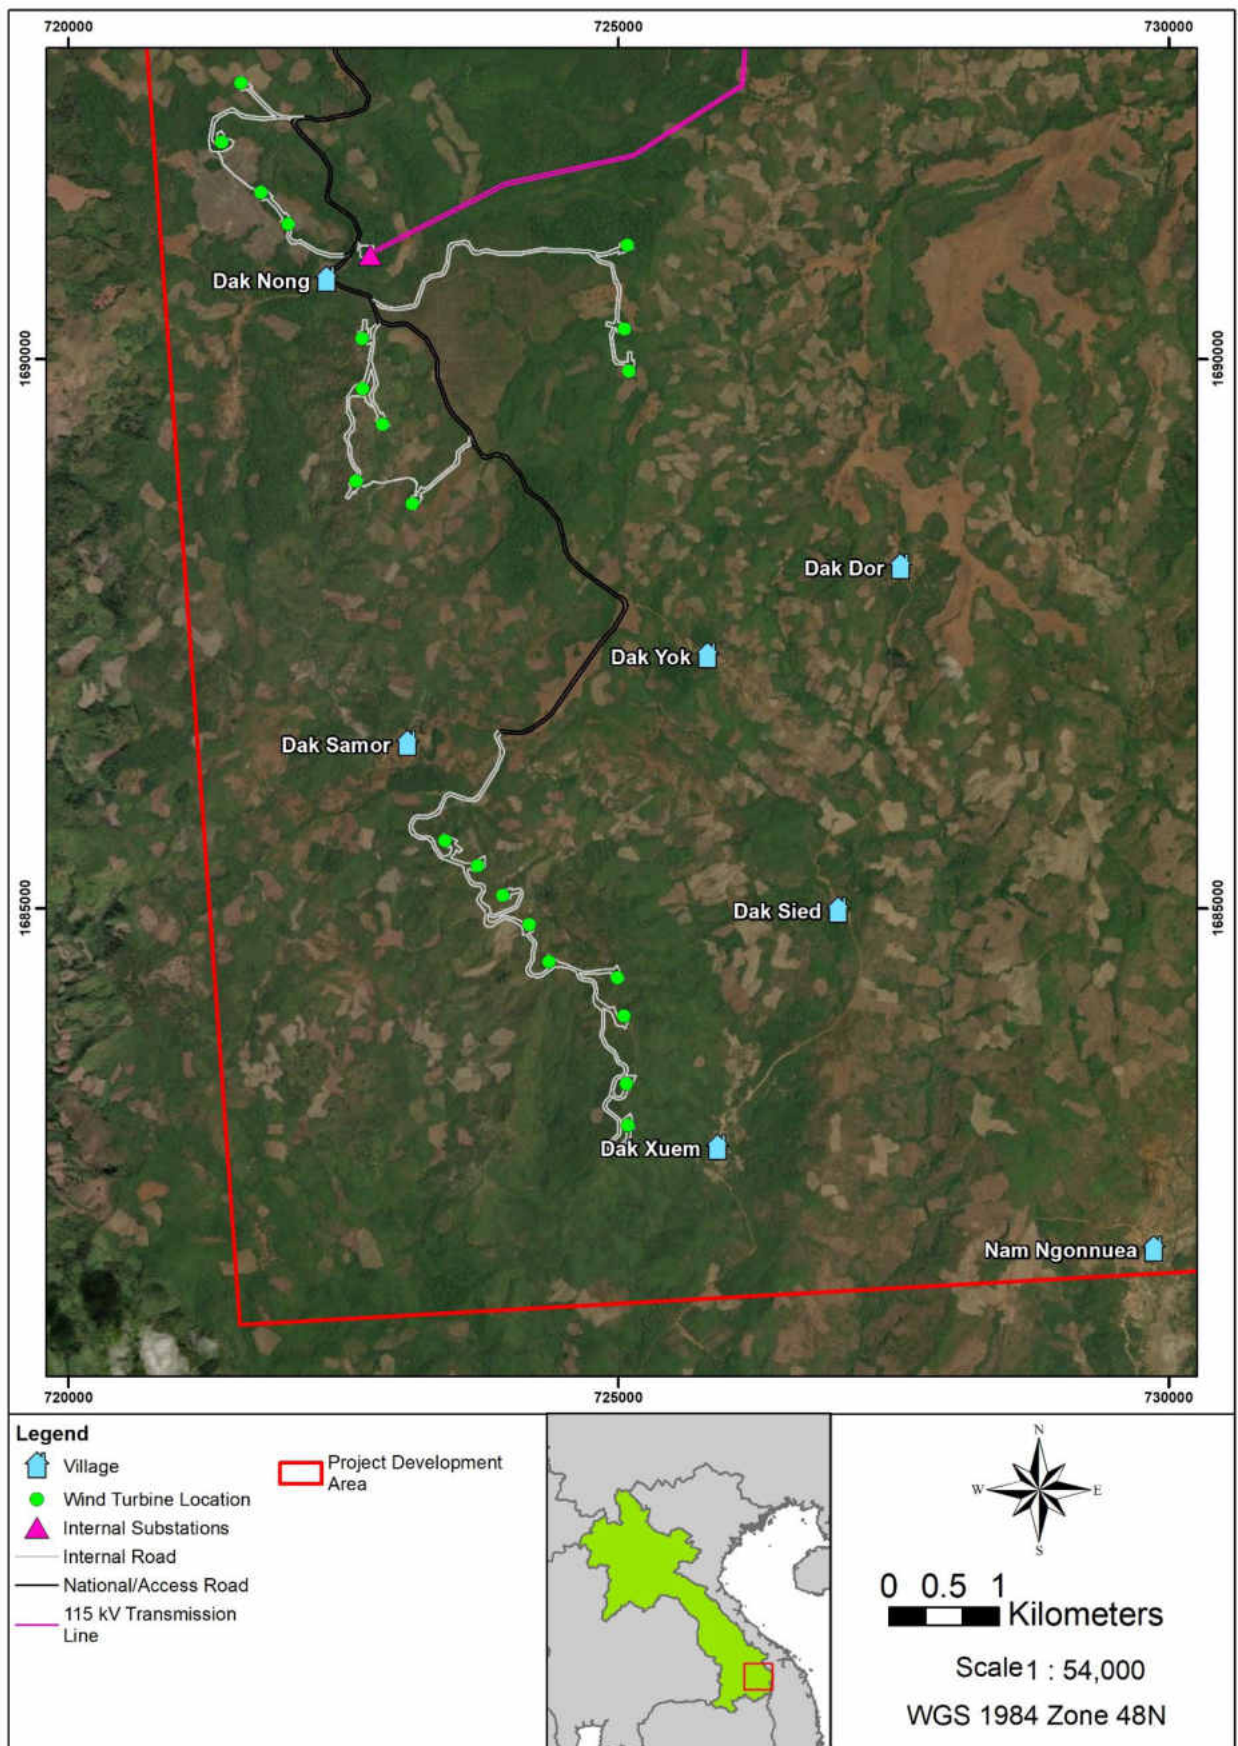 720000 725000 730000
Dak Nong
1690000 1690000
Dak Dor
Dak Yok
Dak Samor
1685000 1685000
Dak Sied
Dak Xuem
Nam Ngonnuea
720000 725000 730000
Legend
Village
Wind Turbine Location
Internal Substations
Internal Road
National/Access Road
115 kV Transmission
Line
Project Development
Area
N
W E
S
0 0.5 1
Kilometers
Scale1 : 54,000
WGS 1984 Zone 48N